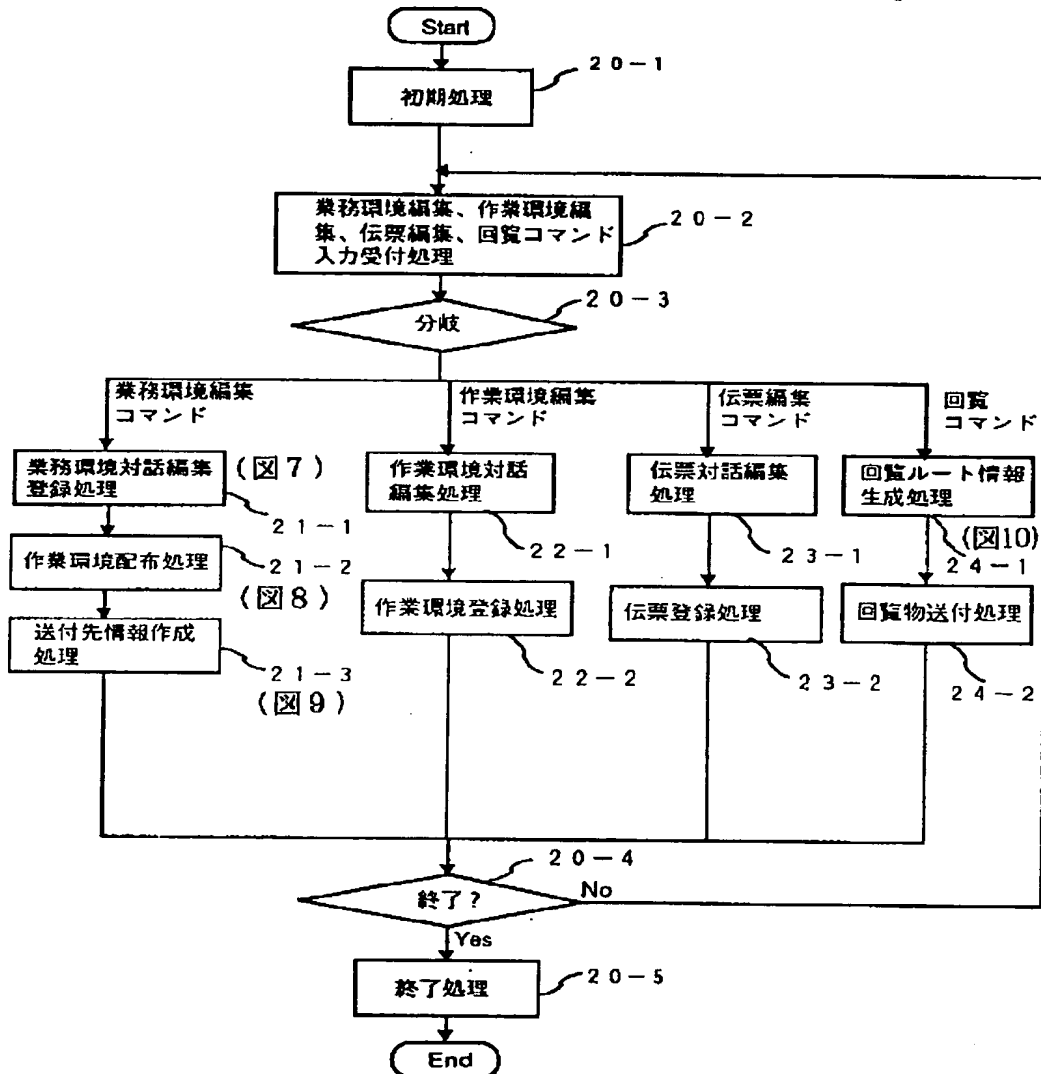 Start
20-1
初期処理
業務環境編集、作業環境編
集、伝票編集、回覧コマンド
入力受付処理
20-2
20-3
分岐
業務環境編集
コマンド
作業環境編集
コマンド
伝票編集
コマンド
回覧
コマンド
業務環境対話編集
登録処理
(図7)
21-1
作業環境対話
編集処理
22-1
伝票対話編集
処理
23-1
回覧ルート情報
生成処理
(図10)
24-1
作業環境配布処理
21-2
(図8)
作業環境登録処理
22-2
伝票登録処理
23-2
回覧物送付処理
24-2
送付先情報作成
処理
21-3
(図9)
20-4
終了?
No
Yes
終了処理
20-5
End